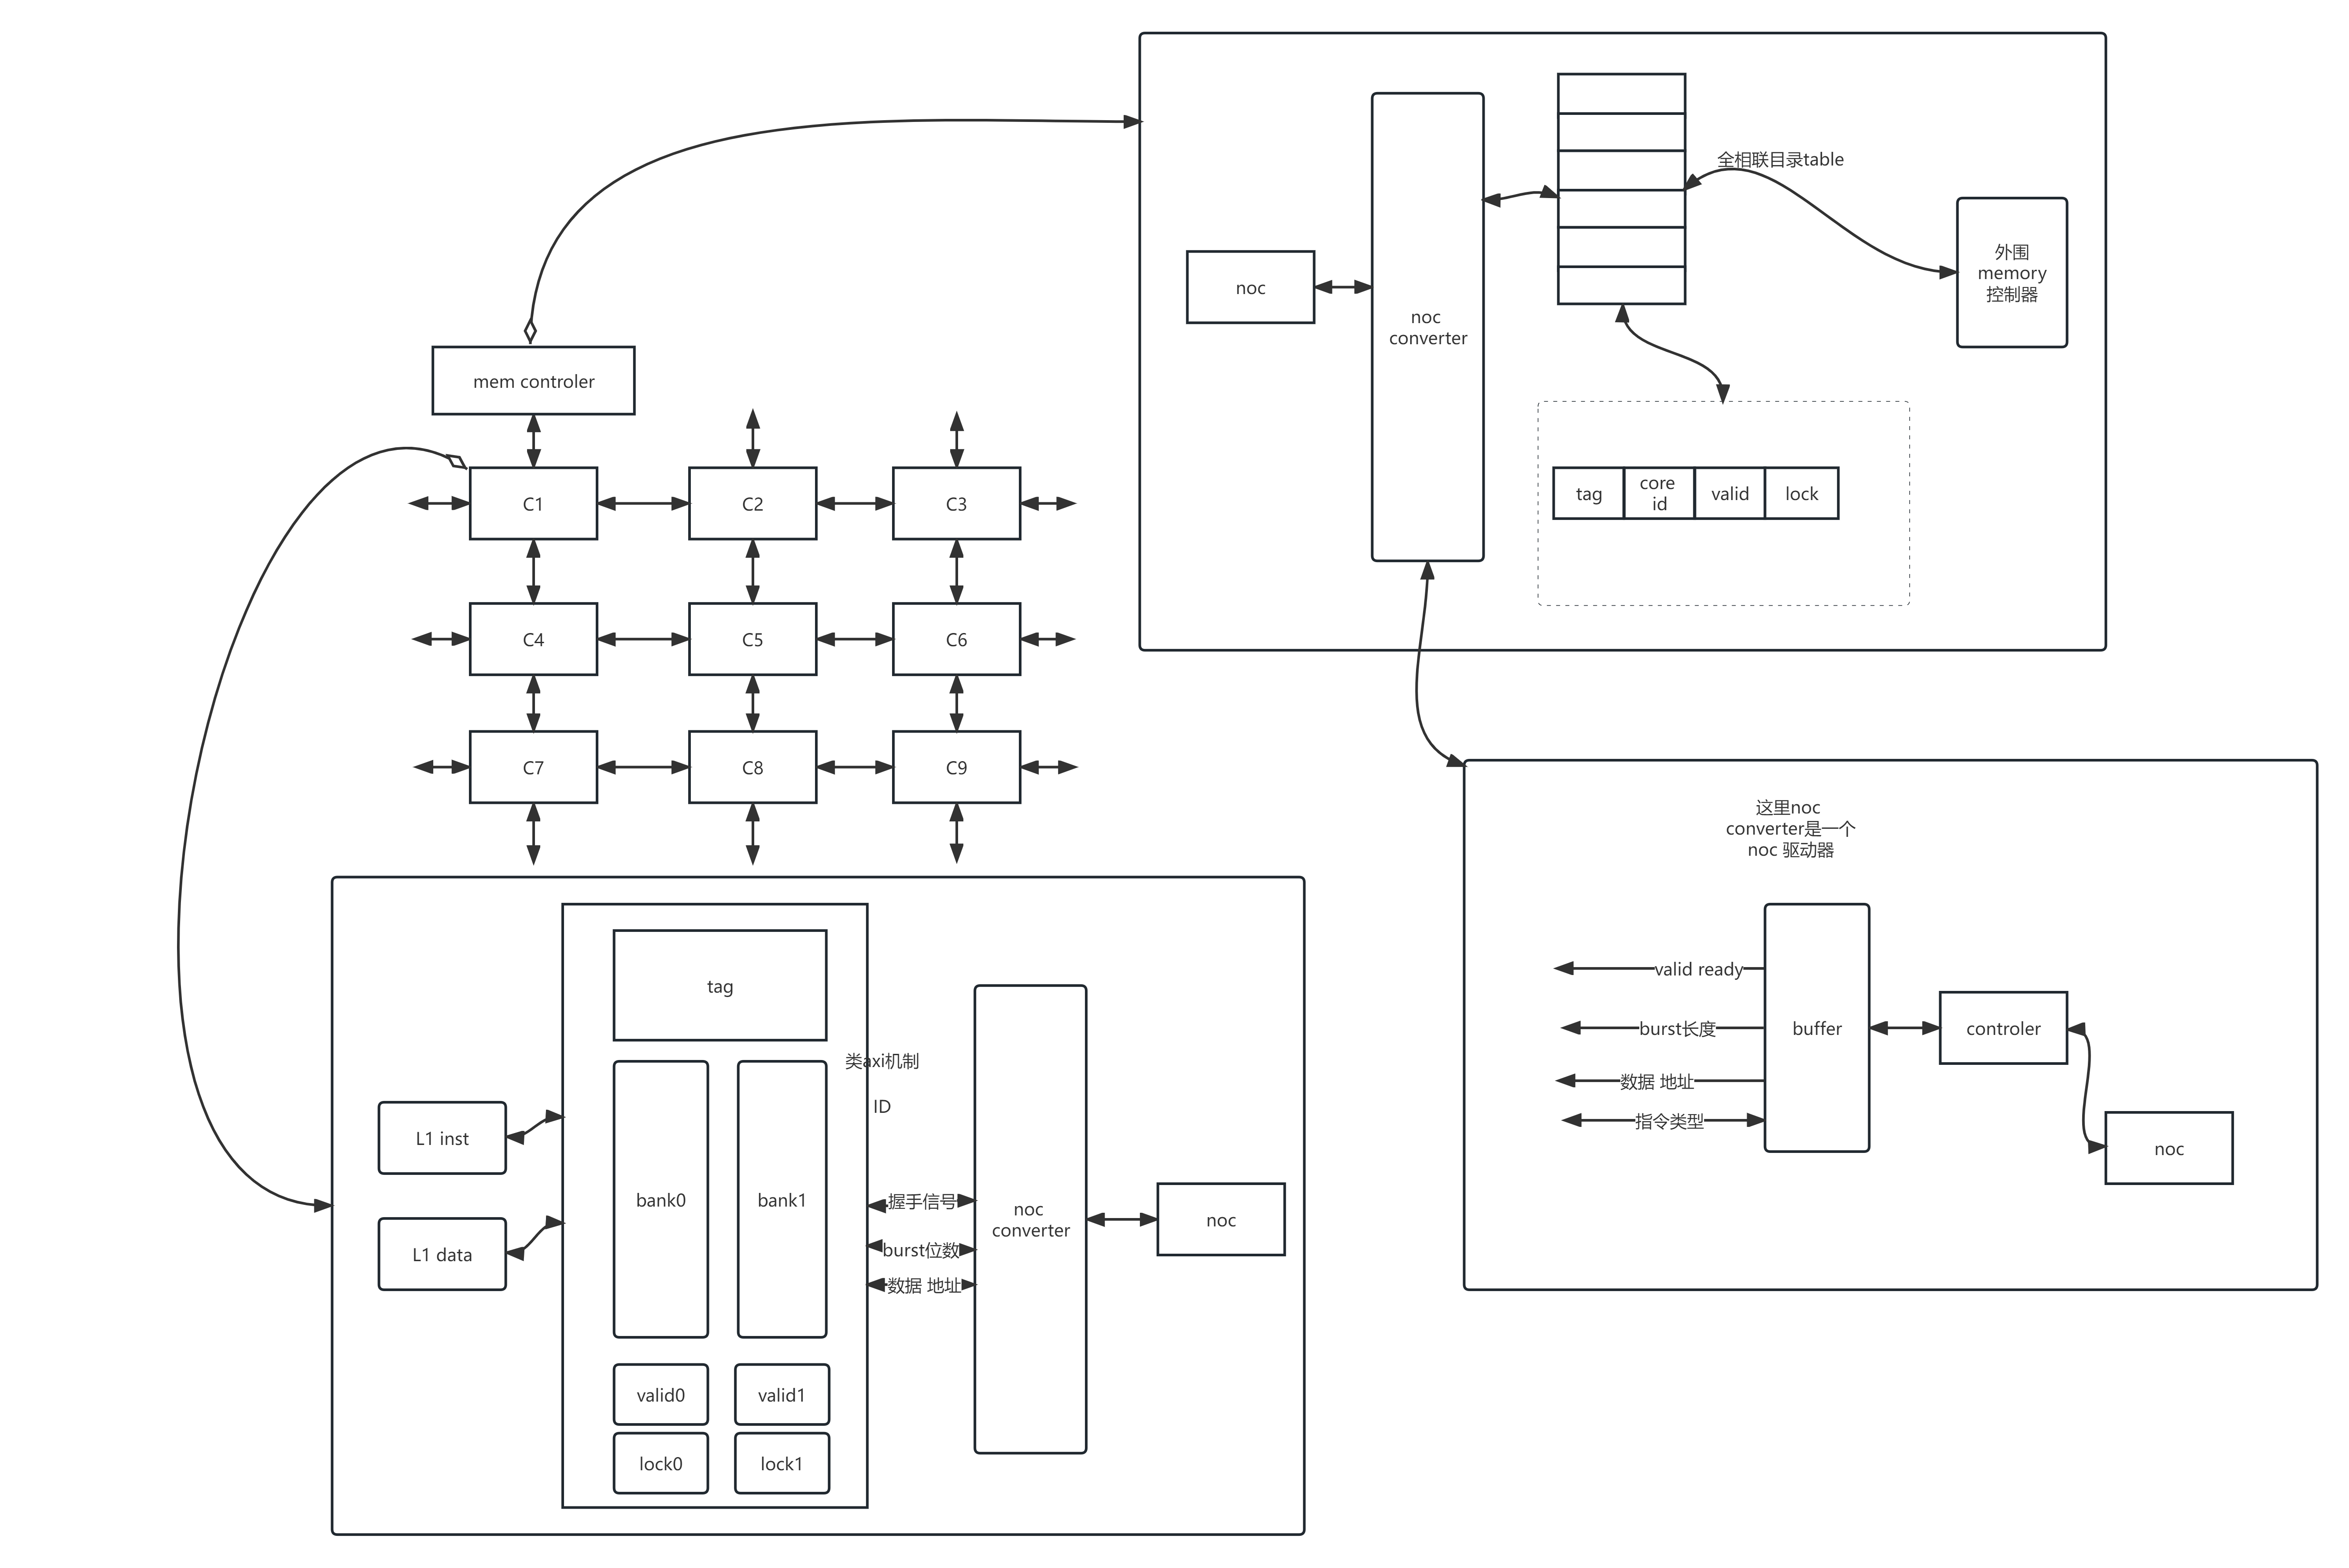 全相联目录table
外围
memory
控制器
noc
noc
converter
mem controler
tag
core
id
valid
lock
C1
C2
C3
C4
C5
C6
C7
C8
C9
这里noc
converter是一个
noc 驱动器
valid ready
burst长度
数据 地址
指令类型
buffer
controler
noc
tag
类axi机制
ID
L1 inst
L1 data
bank0
bank1
握手信号
burst位数
数据 地址
noc
converter
noc
valid0
valid1
lock0
lock1